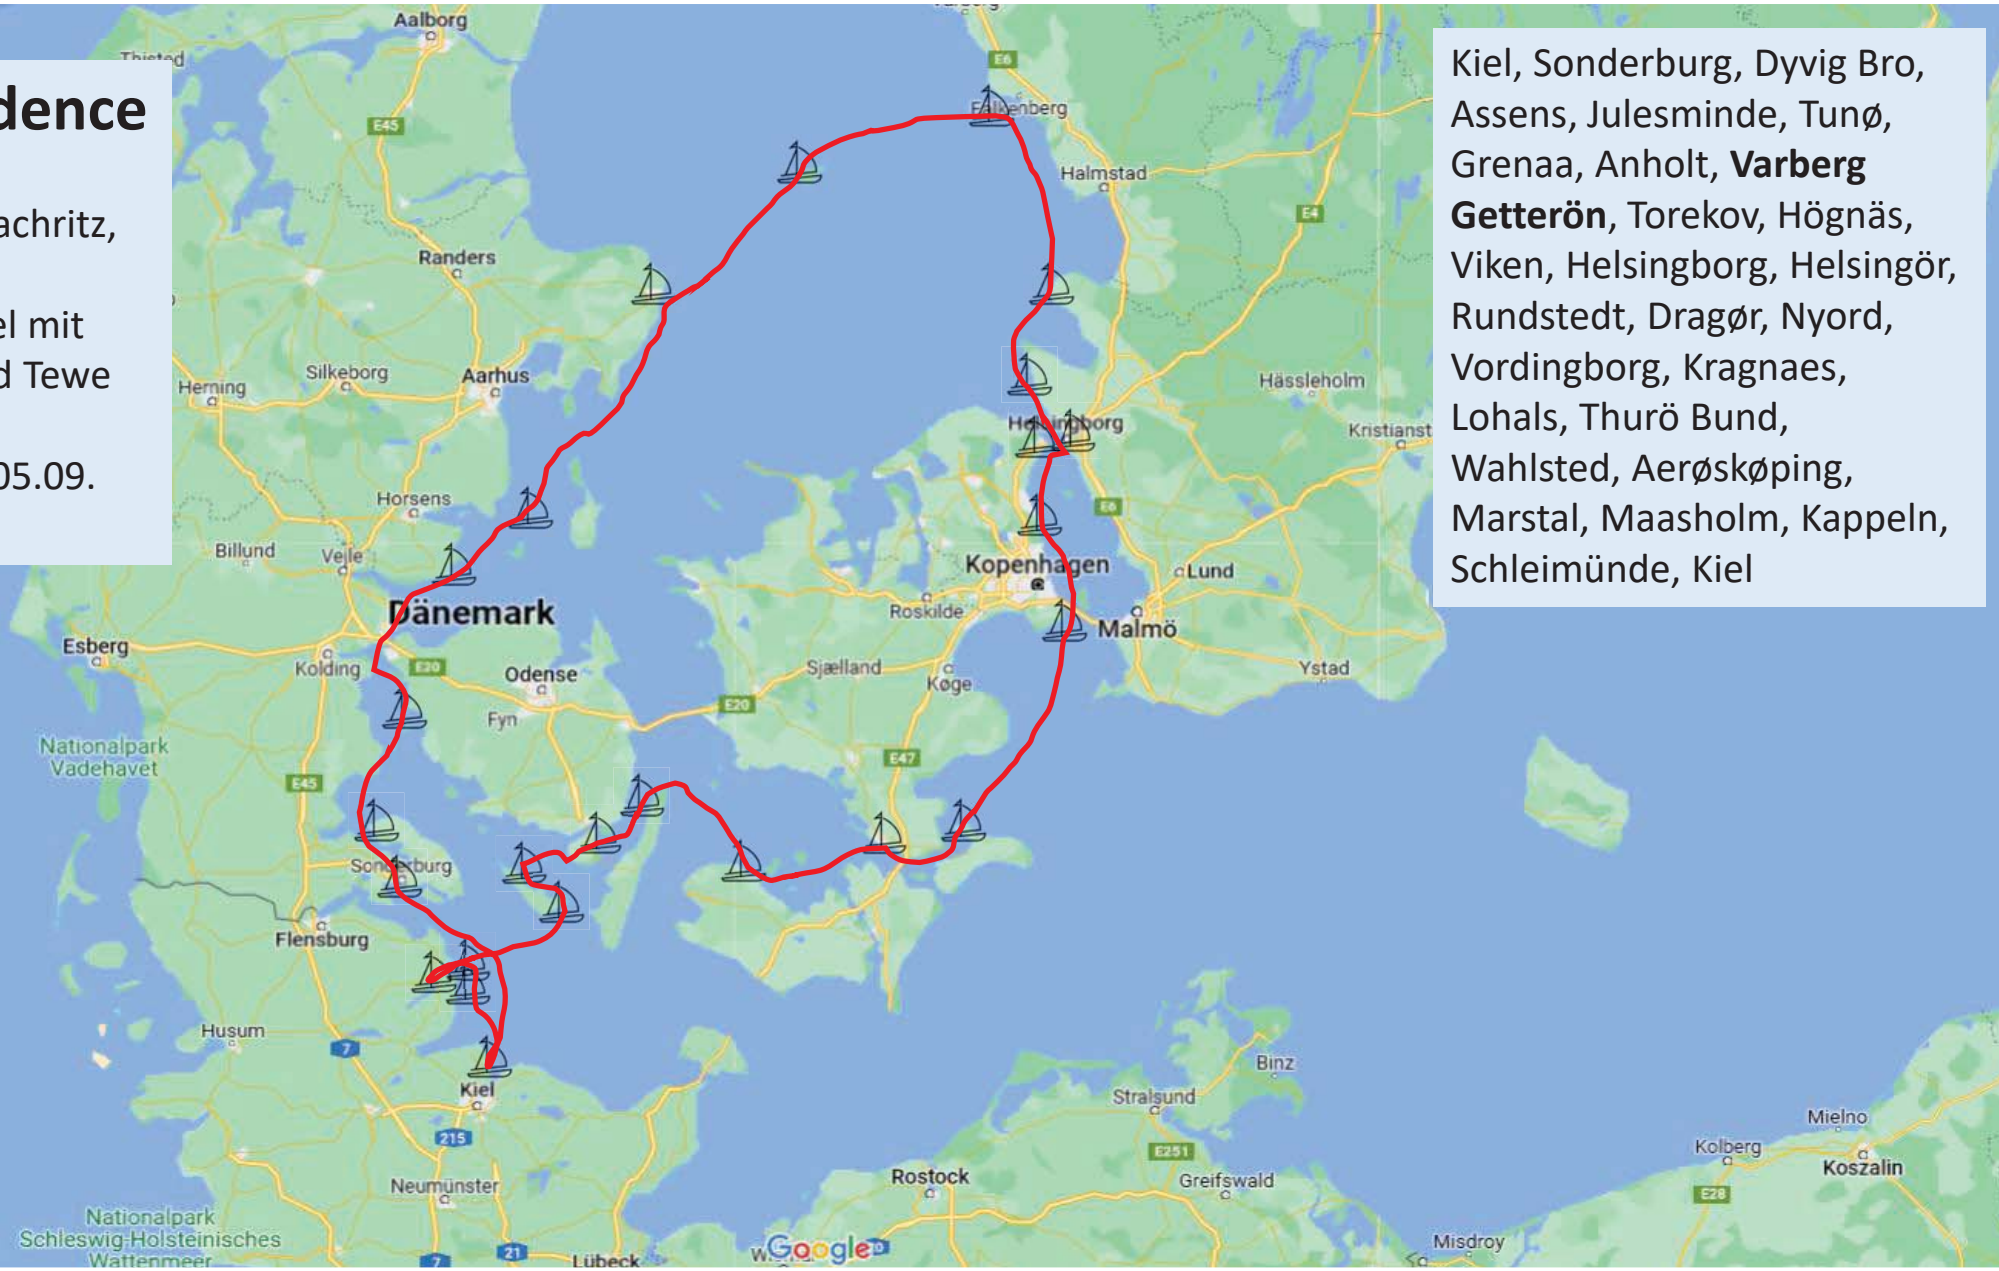 dence
achritz,
el mit
d Tewe
05.09.
Kiel, Sonderburg, Dyvig Bro,
Assens, Julesminde, Tunø,
Grenaa, Anholt, Varberg
Getterön, Torekov, Högnäs,
Viken, Helsingborg, Helsingör,
Rundstedt, Dragør, Nyord,
Vordingborg, Kragnaes,
Lohals, Thurö Bund,
Wahlsted, Aerøskøping,
Marstal, Maasholm, Kappeln,
Schleimünde, Kiel
Aalborg
Thisted
E6
Falkenberg
E45
Halmstad
E4
Randers
Silkeborg
Herning
Aarhus
Hässleholm
Helsingborg
Kristianst
Horsens
E6
Billund
Vejle
Kopenhagen
Lund
Roskilde
Dänemark
Malmö
Esberg
Kolding
E20
Odense
Sjælland
Køge
Ystad
Fyn
E20
Nationalpark
Vadehavet
E47
E45
Sonderburg
Flensburg
Husum
7
Kiel
Binz
Stralsund
215
Mielno
Kolberg
Koszalin
E251
Neumünster
Rostock
Greifswald
E28
Nationalpark
Schleswig-Holsteinisches
Wattenmeer
7
21
Lübeck
Google
Misdroy